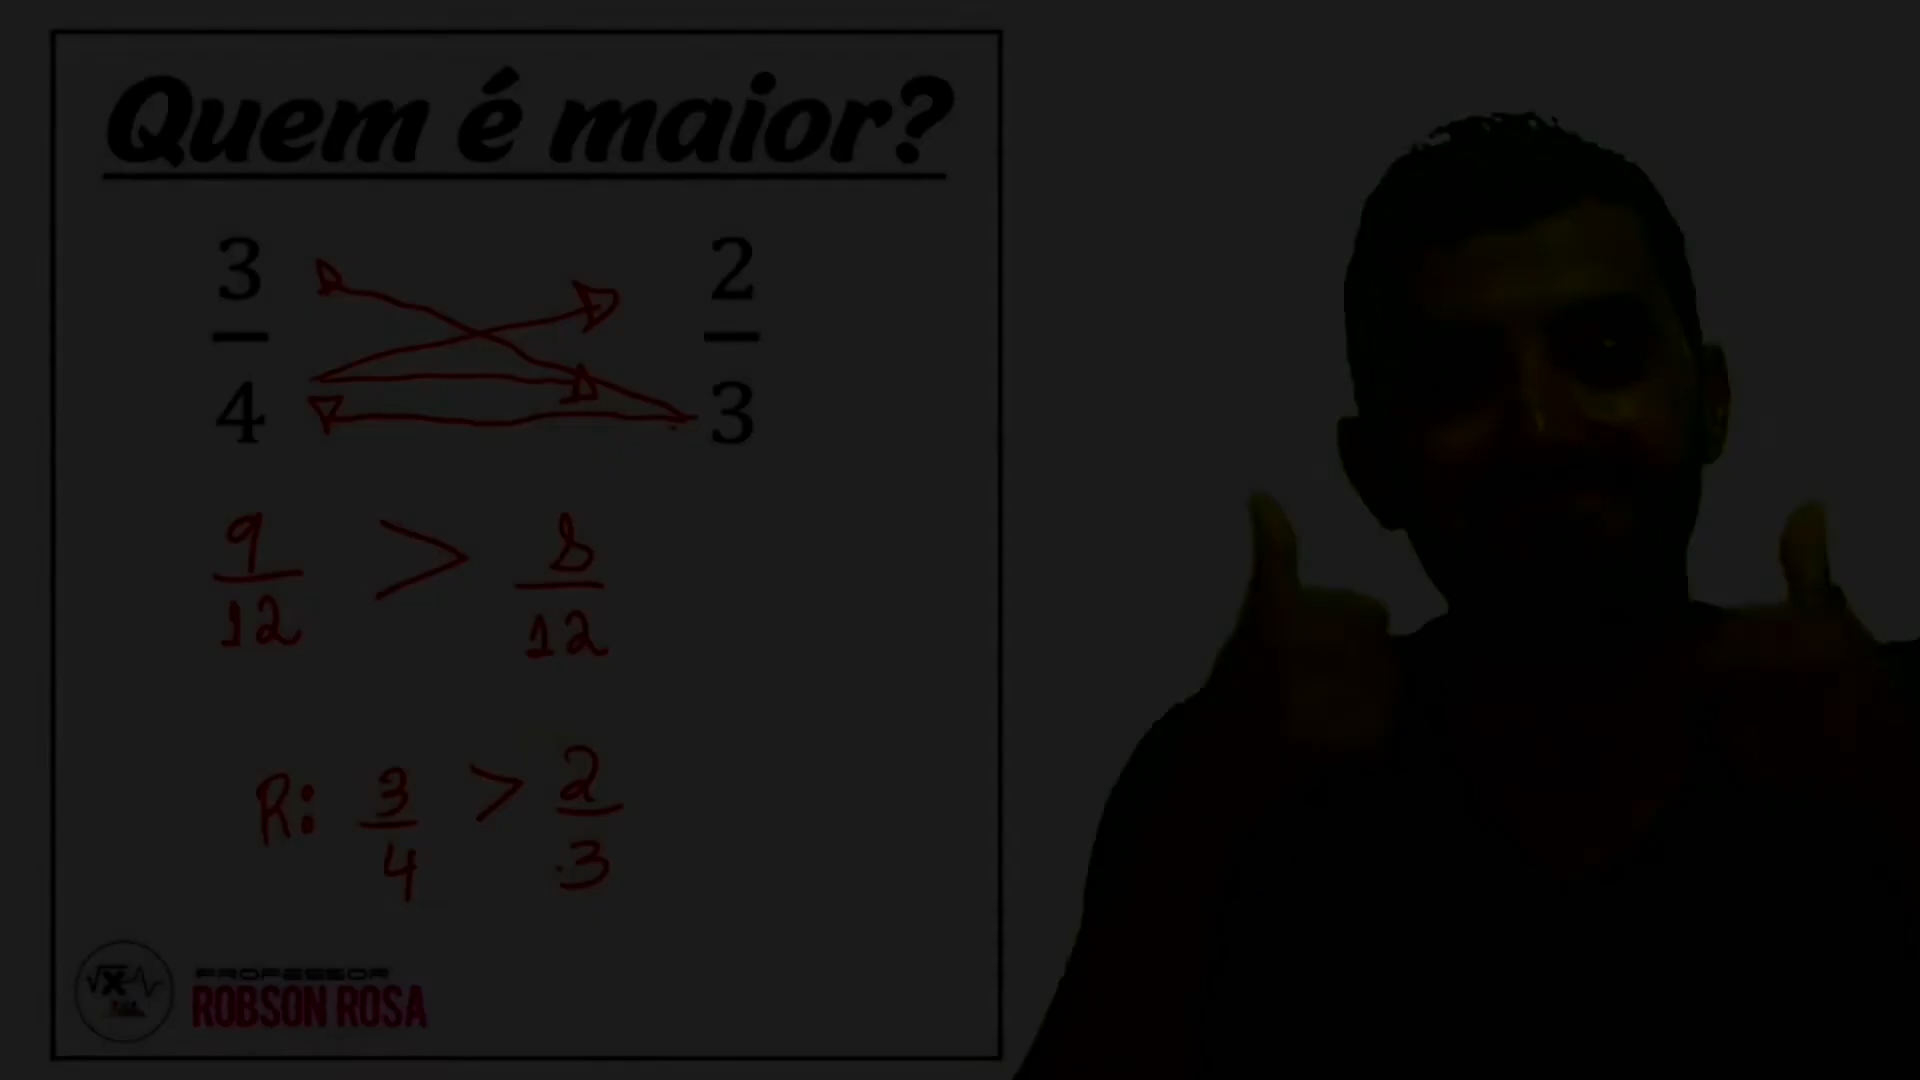 Quem é maior?
3 2
4 3
9 > 8
12 12
R: 3 > 2
4 3
PROFESSOR
ROBSON ROSA